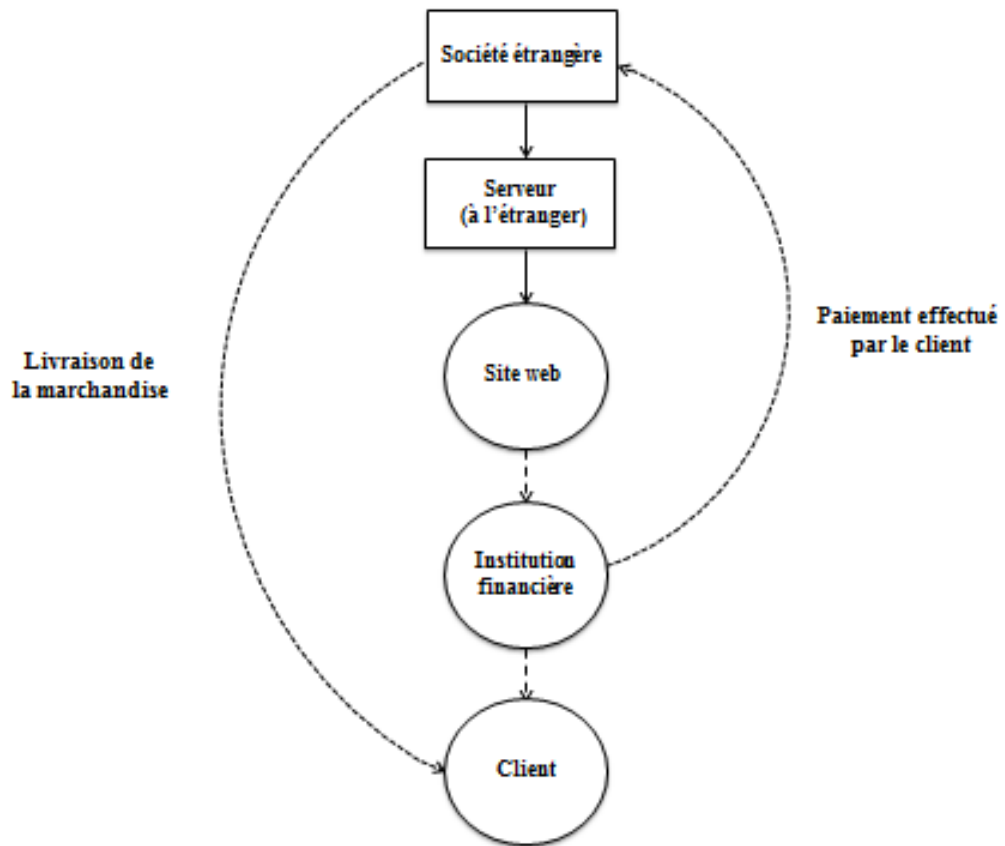 Société étrangère
Serveur
(à l'étranger)
Paiement effectué
par le client
Livraison de
la marchandise
Site web
Institution
financière
Client